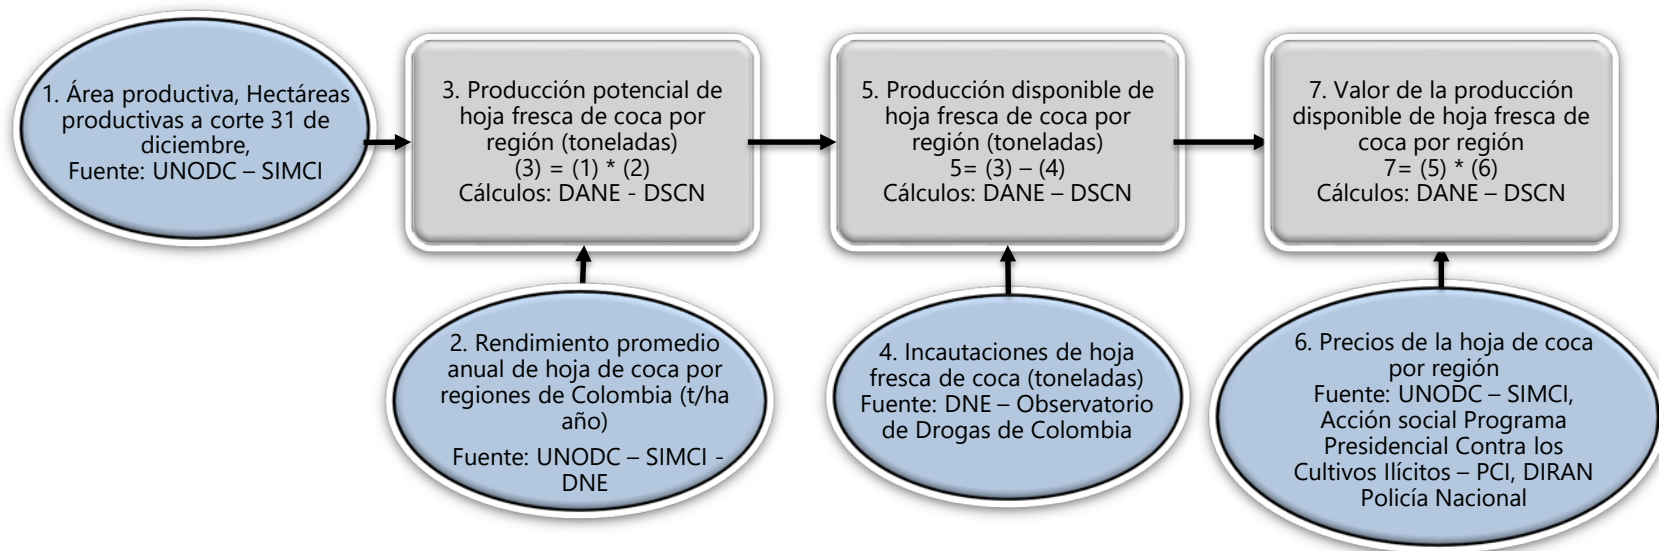 1. Área productiva, Hectáreas
productivas a corte 31 de
diciembre,
Fuente: UNODC – SIMCI
3. Producción potencial de
hoja fresca de coca por
región (toneladas)
(3) = (1) * (2)
Cálculos: DANE - DSCN
5. Producción disponible de
hoja fresca de coca por
región (toneladas)
5= (3) – (4)
Cálculos: DANE – DSCN
7. Valor de la producción
disponible de hoja fresca de
coca por región
7= (5) * (6)
Cálculos: DANE – DSCN
2. Rendimiento promedio
anual de hoja de coca por
regiones de Colombia (t/ha
año)
Fuente: UNODC – SIMCI -
DNE
4. Incautaciones de hoja
fresca de coca (toneladas)
Fuente: DNE – Observatorio
de Drogas de Colombia
6. Precios de la hoja de coca
por región
Fuente: UNODC – SIMCI,
Acción social Programa
Presidencial Contra los
Cultivos Ilícitos – PCI, DIRAN
Policía Nacional